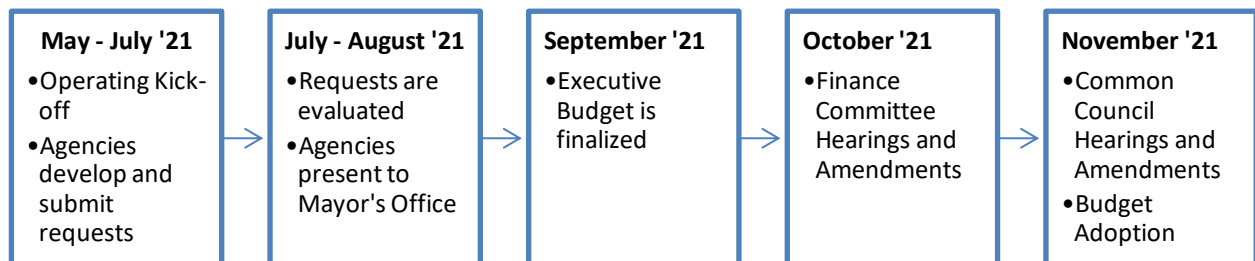 May - July '21
•Operating Kick-
off
•Agencies
develop and
submit
requests
July - August '21
•Requests are
evaluated
•Agencies
present to
Mayor's Office
September '21
•Executive
Budget is
finalized
October '21
•Finance
Committee
Hearings and
Amendments
November '21
•Common
Council
Hearings and
Amendments
•Budget
Adoption